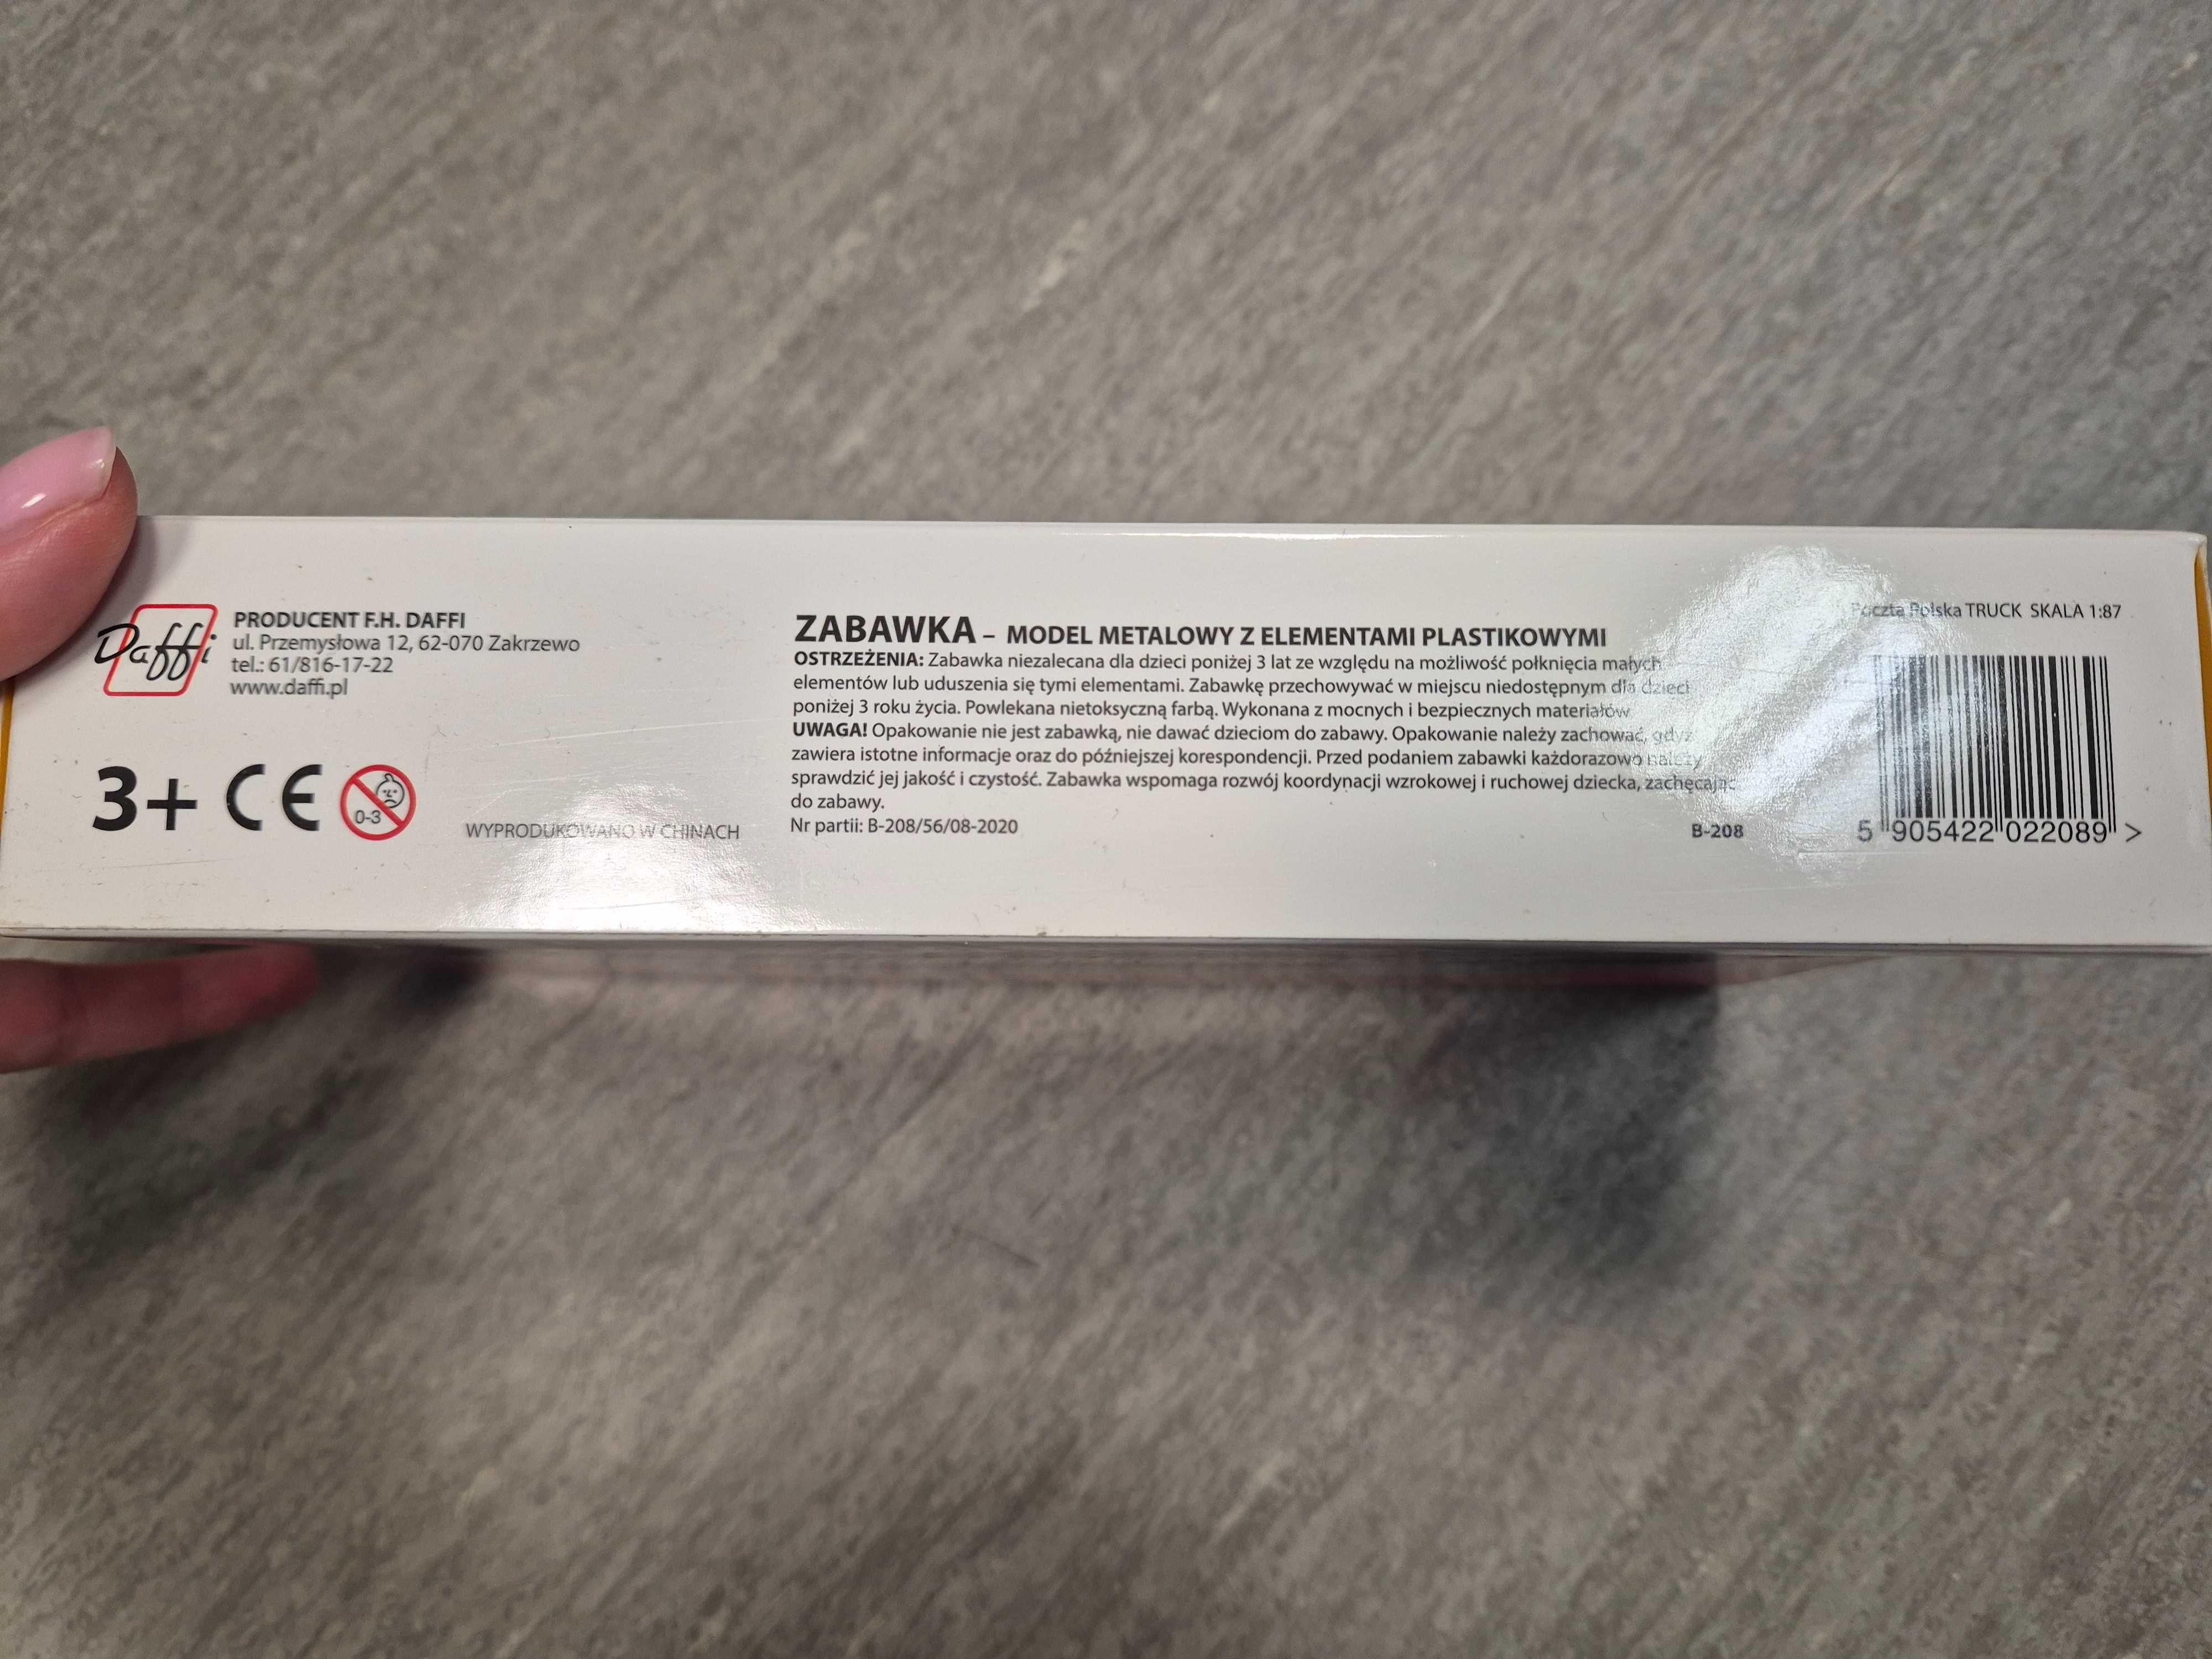 Daffi
PRODUCENT F.H. DAFFI
ul. Przemysłowa 12, 62-070 Zakrzewo
tel.: 61/816-17-22
www.daffi.pl
3+ CE
0-3
WYPRODUKOWANO W CHINACH
ZABAWKA – MODEL METALOWY Z ELEMENTAMI PLASTIKOWYMI
OSTRZEŻENIA: Zabawka niezalecana dla dzieci poniżej 3 lat ze względu na możliwość połknięcia małych
elementów lub uduszenia się tymi elementami. Zabawkę przechowywać w miejscu niedostępnym dla dzieci
poniżej 3 roku życia. Powlekana nietoksyczną farbą. Wykonana z mocnych i bezpiecznych materiałów
UWAGA! Opakowanie nie jest zabawką, nie dawać dzieciom do zabawy. Opakowanie należy zachować, gdyż
zawiera istotne informacje oraz do późniejszej korespondencji. Przed podaniem zabawki każdorazowo należy
sprawdzić jej jakość i czystość. Zabawka wspomaga rozwój koordynacji wzrokowej i ruchowej dziecka, zachęcając
do zabawy.
Nr partii: B-208/56/08-2020
B-208
Poczta Polska TRUCK SKALA 1:87
5 905422 022089 >